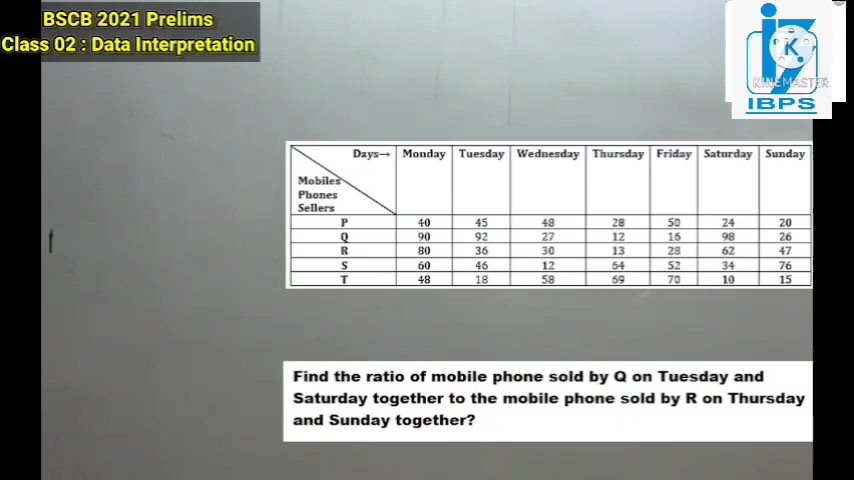 BSCB 2021 Prelims
Class 02 : Data Interpretation
K
KINEMASTER
IBPS
Days→ Monday Tuesday Wednesday Thursday Friday Saturday Sunday
Mobiles
Phones
Sellers
P 40 45 48 28 50 24 20
Q 90 92 27 12 16 98 26
R 80 36 30 13 28 62 47
S 60 46 12 64 52 34 76
T 48 18 58 69 70 10 15
Find the ratio of mobile phone sold by Q on Tuesday and
Saturday together to the mobile phone sold by R on Thursday
and Sunday together?